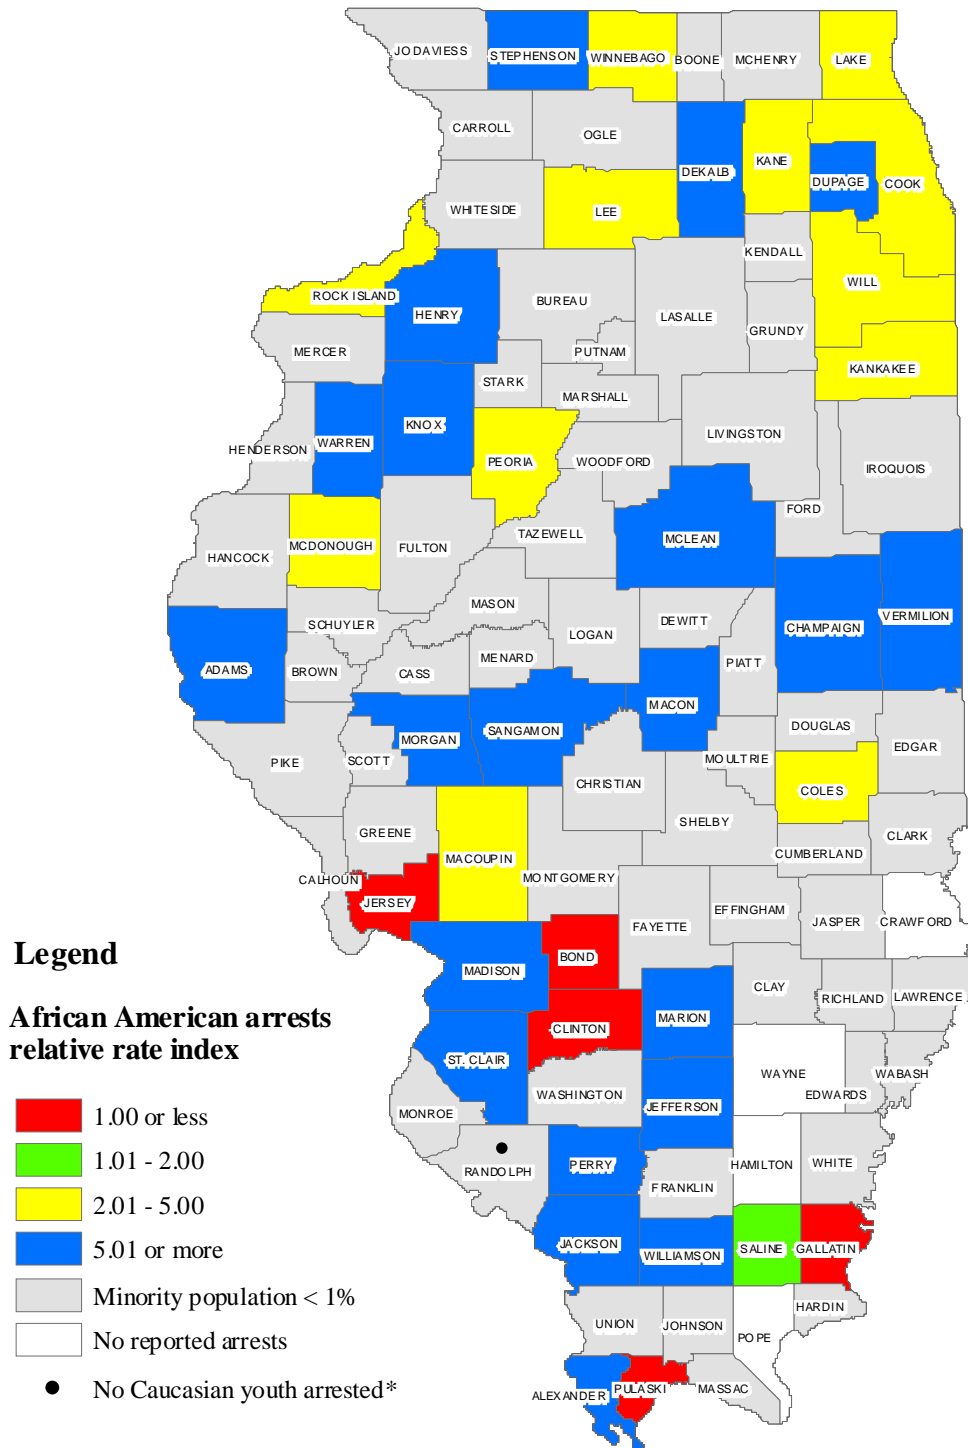 JO DAVIESS
STEPHENSON
WINNEBAGO
BOONE
MCHENRY
LAKE
CARROLL
OGLE
DEKALB
KANE
DUPAGE
COOK
WHITESIDE
LEE
KENDALL
WILL
ROCK ISLAND
HENRY
BUREAU
LASALLE
GRUNDY
MERCER
PUTNAM
KANKAKEE
STARK
MARSHALL
HENDERSON
WARREN
KNOX
PEORIA
WOODFORD
LIVINGSTON
IROQUOIS
FORD
HANCOCK
MCDONOUGH
FULTON
TAZEWELL
MCLEAN
SCHUYLER
MASON
LOGAN
DEWITT
CHAMPAIGN
VERMILION
ADAMS
BROWN
CASS
MENARD
PIATT
MACON
MORGAN
SANGAMON
DOUGLAS
EDGAR
PIKE
SCOTT
CHRISTIAN
MOULTRIE
COLES
GREENE
MACOUPIN
SHELBY
CLARK
CUMBERLAND
CALHOUN
JERSEY
MONTGOMERY
FAYETTE
EFFINGHAM
JASPER
CRAWFORD
MADISON
BOND
CLAY
RICHLAND
LAWRENCE
CLINTON
MARION
ST. CLAIR
WASHINGTON
WAYNE
EDWARDS
WABASH
MONROE
JEFFERSON
RANDOLPH
PERRY
FRANKLIN
HAMILTON
WHITE
JACKSON
WILLIAMSON
SALINE
GALLATIN
UNION
JOHNSON
POPE
HARDIN
ALEXANDER
PULASKI
MASSAC
Legend
African American arrests
relative rate index
1.00 or less
1.01 - 2.00
2.01 - 5.00
5.01 or more
Minority population < 1%
No reported arrests
No Caucasian youth arrested*